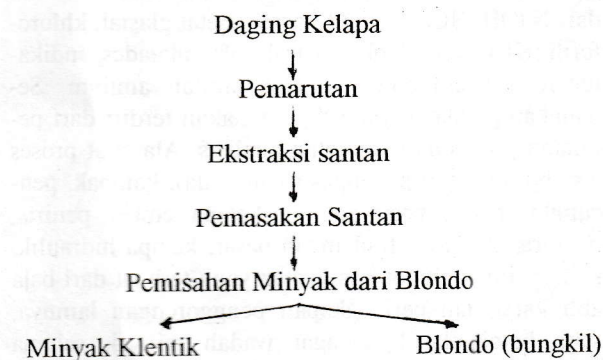 Daging Kelapa
Pemarutan
Ekstraksi santan
Pemasakan Santan
Pemisahan Minyak dari Blondo
Minyak Klentik Blondo (bungkil)